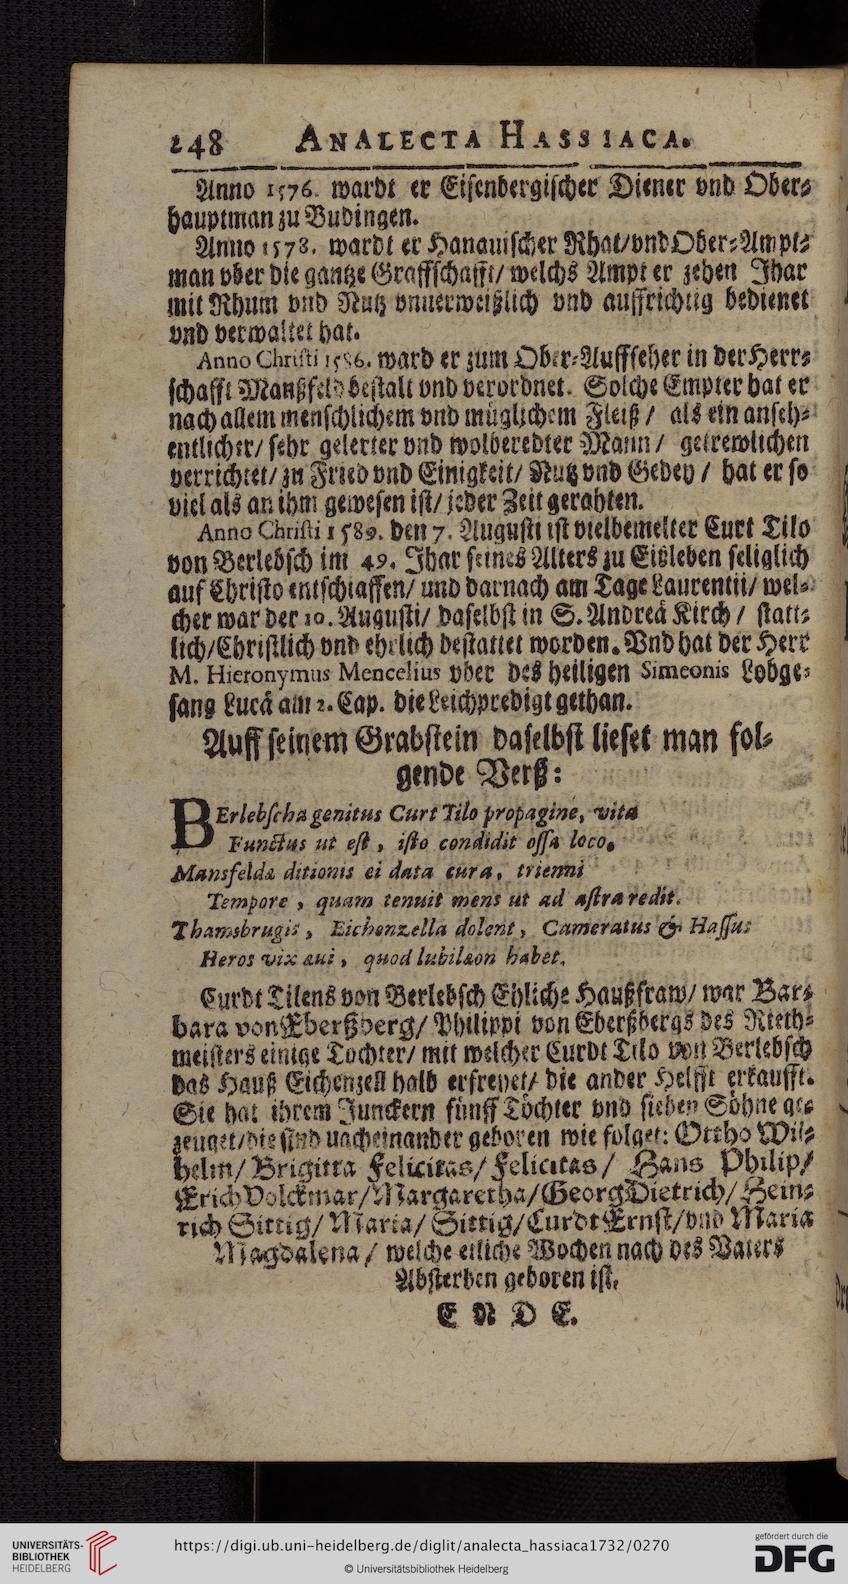 248 ANALECTA HASSIACA.
Anno 1576. wardt er Eisenbergischer Diener vnd Ober-
hauptman zu Budingen.
Anno 1578. wardt er Hanauischer Rhat/vnd Ober-Ampt-
man vber die gantze Graffschafft/ welchs Ampt er zehen Jhar
mit Rhum vnd Nutz vnuerweißlich vnd auffrichtig bedienet
vnd verwaltet hat.
Anno Christi 1586. ward er zum Ober-Auffseher in der Herr-
schafft Manßfeld bestalt vnd verordnet. Solche Empter hat er
nach allem menschlichem vnd müglichem Fleiß / als ein anseh-
entlicher/ sehr gelerter vnd wolberedter Mann / getrewlichen
verrichtet/ zu Fried vnd Einigkeit/ Nutz vnd Gedey / hat er so
viel als an ihm gewesen ist/ jeder Zeit gerahten.
Anno Christi 1589. den 7. Augusti ist vielbemelter Curt Tilo
von Berlebsch im 49. Jhar seines Alters zu Eißleben seliglich
auf Christo entschlaffen/ und darnach am Tage Laurentii/ wel-
cher war der 10. Augusti/ daselbst in S. Andreä Kirch / statt-
lich/Christlich vnd ehrlich bestattet worden. Vnd hat der Herr
M. Hieronymus Mencelius vber des heiligen Simeonis Lobge-
sang Lucä am 2. Cap. die Leichpredigt gethan.
Auff seinem Grabstein daselbst lieset man fol-
gende Verß:
BErlebscha genitus Curt Tilo propagine, vita
Functus ut est, isto condidit ossa loco,
Mansfeldæ ditionis ei data cura, trienni
Tempore, quam tenuit mens ut ad astra redit.
Thamsbrugis, Eichenzella dolent, Cameratus & Hassus
Heros vix aui, quod lubilæon habet.
Curdt Tilens von Berlebsch Ehliche Haußfraw/ war Bar-
bara von Eberßberg/ Philippi von Eberßbergs des Rieth-
meisters einige Tochter/ mit welcher Curdt Tilo von Berlebsch
das Hauß Eichenzell halb erfreyet/ die ander Helfft erkaufft.
Sie hat ihrem Junckern fünff Töchter vnd sieben Söhne ge-
zeuget/die sind nacheinander geboren wie folget: Ottho Wil-
helm/ Brigitta Felicitas/ Felicitas/ Hans Philip/
Erich Volckmar/ Margaretha/ Georg Dietrich/ Hein-
rich Sittig/ Maria/ Sittig/ Curdt Ernst/ vnd Maria
Magdalena / welche etliche Wochen nach des Vaters
Absterben geboren ist.
E N D E.
UNIVERSITÄTS-
BIBLIOTHEK
HEIDELBERG
https://digi.ub.uni-heidelberg.de/diglit/analecta_hassiaca1732/0270
© Universitätsbibliothek Heidelberg
gefördert durch die
DFG